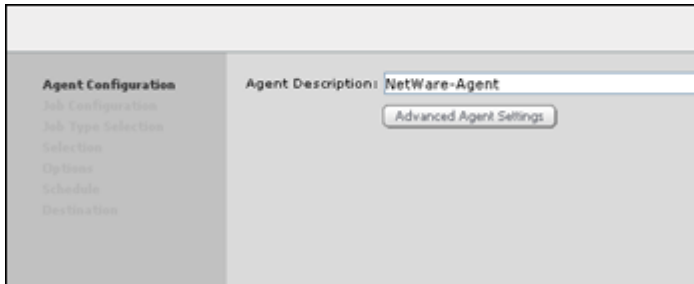 Agent Configuration
Agent Description: NetWare-Agent
Job Configuration
Advanced Agent Settings
Job Type Selection
Selection
Options
Schedule
Destination